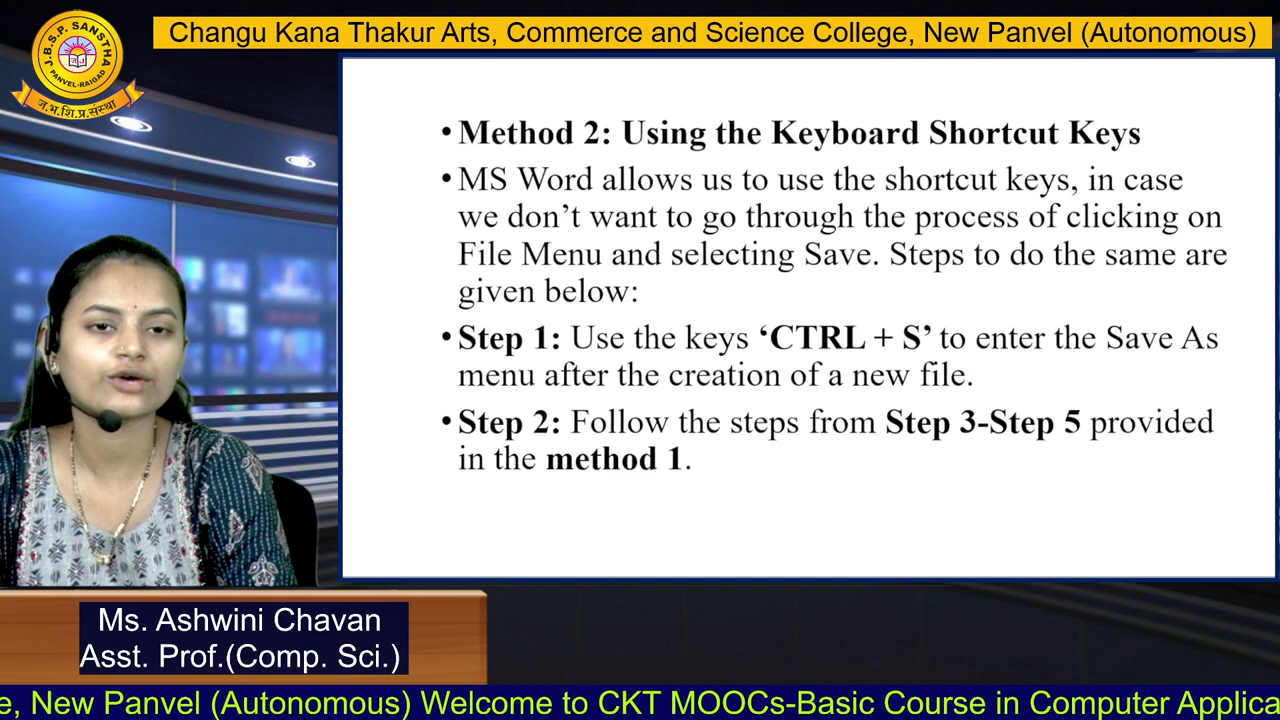 Changu Kana Thakur Arts, Commerce and Science College, New Panvel (Autonomous)
J.B.S.P. SANSTHA
PANVEL-RAIGAD
ज.भ.शि.प्र.संस्था
• Method 2: Using the Keyboard Shortcut Keys
• MS Word allows us to use the shortcut keys, in case
we don’t want to go through the process of clicking on
File Menu and selecting Save. Steps to do the same are
given below:
• Step 1: Use the keys ‘CTRL + S’ to enter the Save As
menu after the creation of a new file.
• Step 2: Follow the steps from Step 3-Step 5 provided
in the method 1.
Ms. Ashwini Chavan
Asst. Prof.(Comp. Sci.)
e, New Panvel (Autonomous) Welcome to CKT MOOCs-Basic Course in Computer Applica